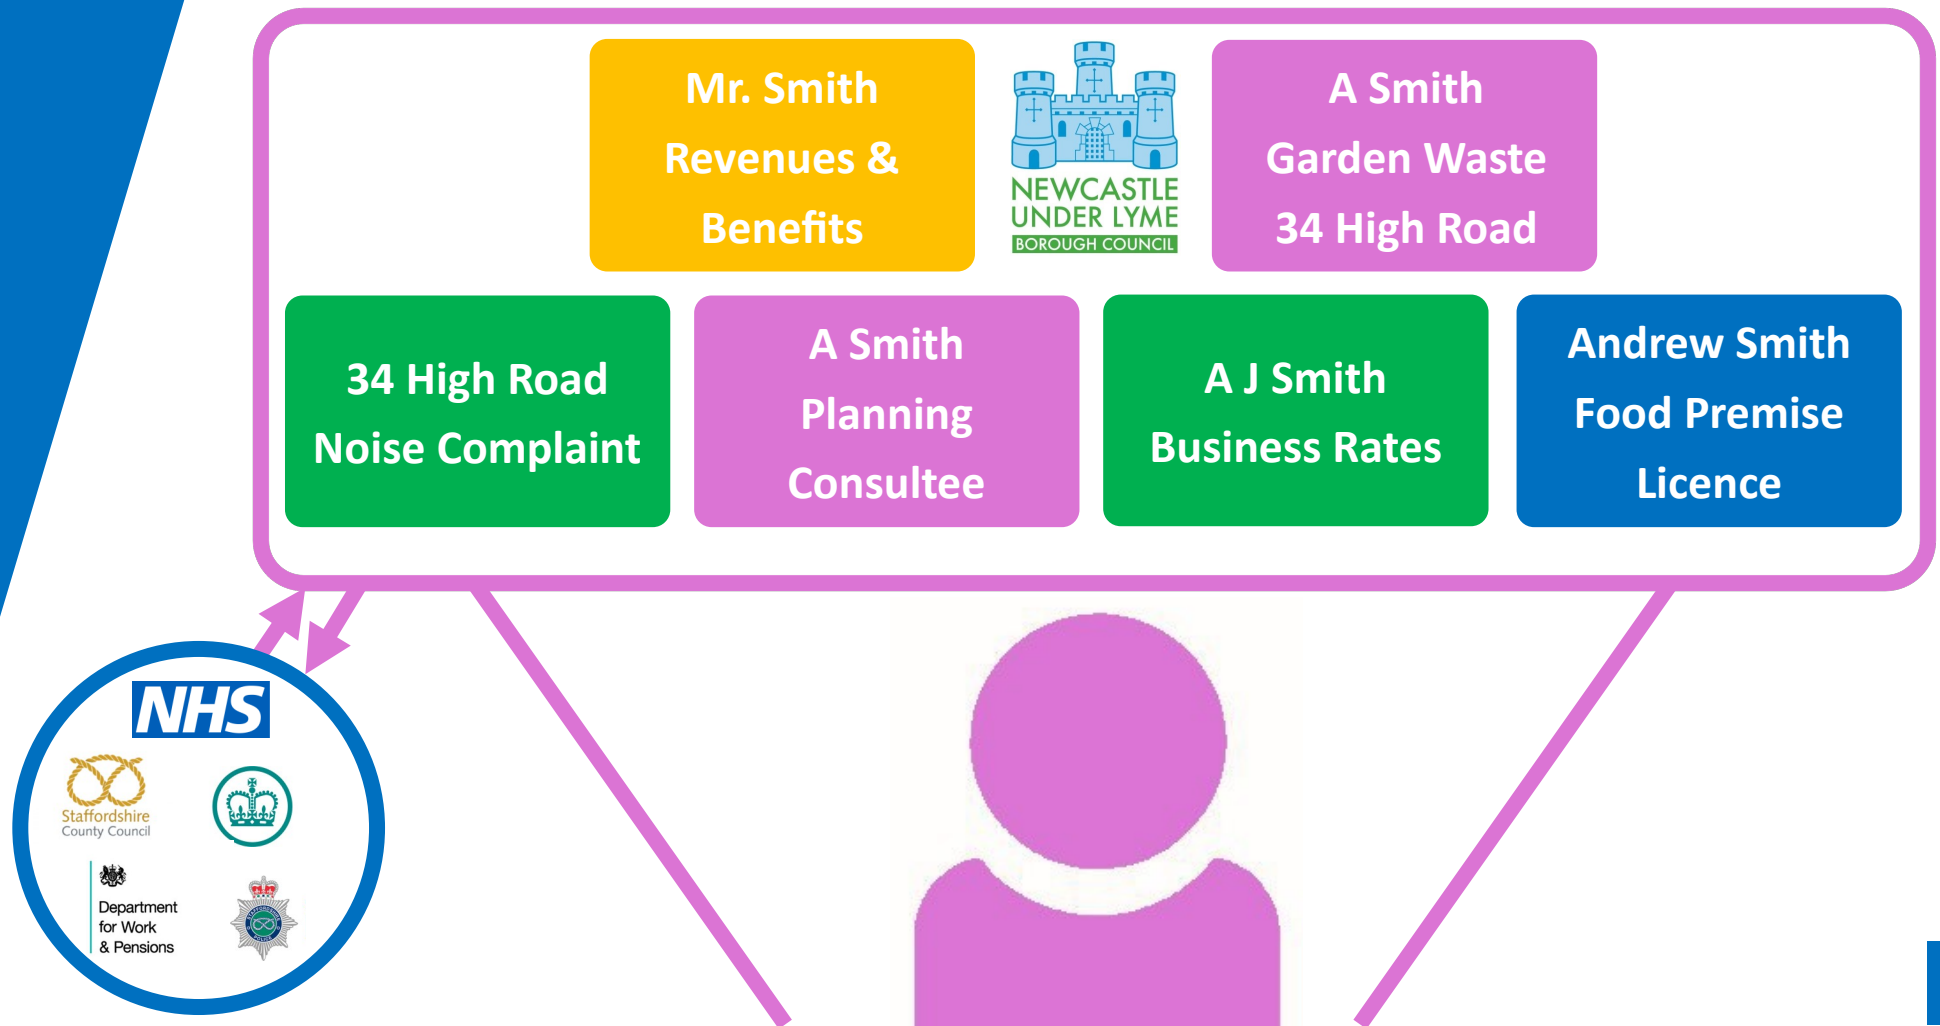 Mr. Smith
Revenues &
Benefits
NEWCASTLE
UNDER LYME
BOROUGH COUNCIL
A Smith
Garden Waste
34 High Road
34 High Road
Noise Complaint
A Smith
Planning
Consultee
A J Smith
Business Rates
Andrew Smith
Food Premise
Licence
NHS
Staffordshire
County Council
Department
for Work
& Pensions
STAFFORDSHIRE
POLICE